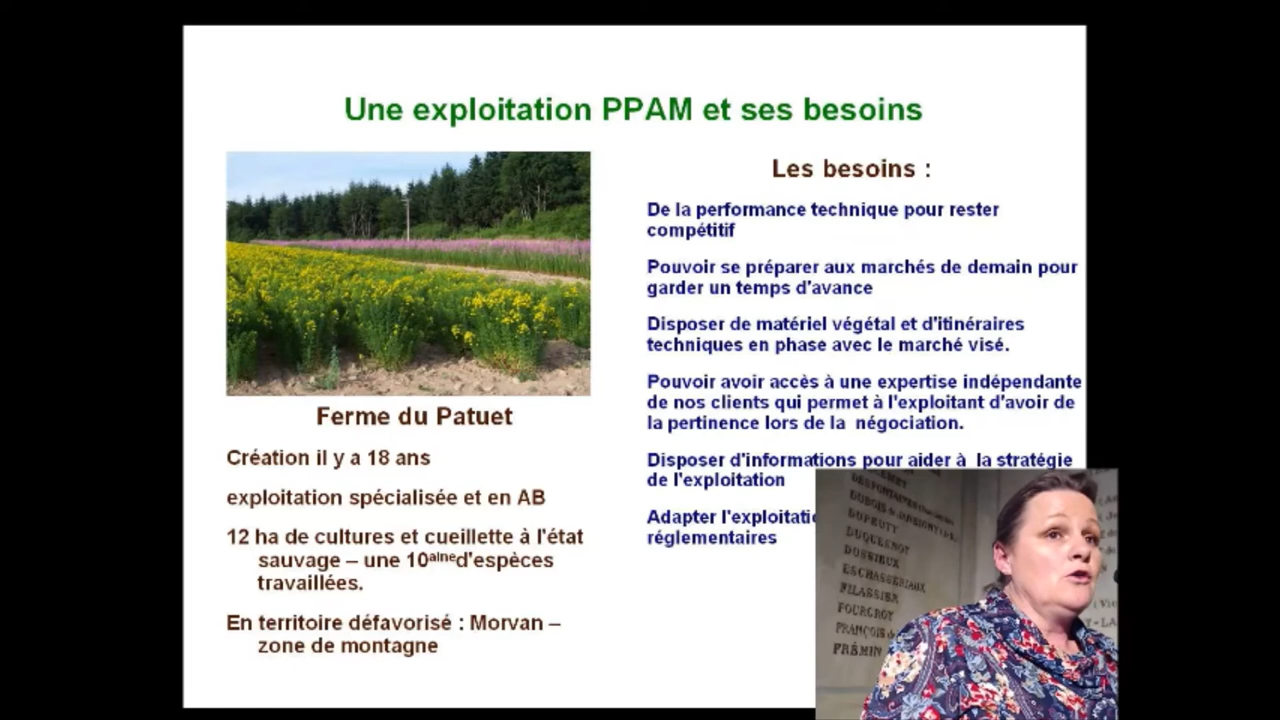 Une exploitation PPAM et ses besoins
Ferme du Patuet
Création il y a 18 ans
exploitation spécialisée et en AB
12 ha de cultures et cueillette à l'état
sauvage – une 10aine d'espèces
travaillées.
En territoire défavorisé : Morvan –
zone de montagne
Les besoins :
De la performance technique pour rester
compétitif
Pouvoir se préparer aux marchés de demain pour
garder un temps d'avance
Disposer de matériel végétal et d'itinéraires
techniques en phase avec le marché visé.
Pouvoir avoir accès à une expertise indépendante
de nos clients qui permet à l'exploitant d'avoir de
la pertinence lors de la négociation.
Disposer d'informations pour aider à la stratégie
de l'exploitation
Adapter
réglementaires
DUPHUTY
DUQUESNOY
DUSSIEUX
ESCHASSERIAUX
FILASSIER
FOURCROY
FRANÇOIS
FRÉMIN